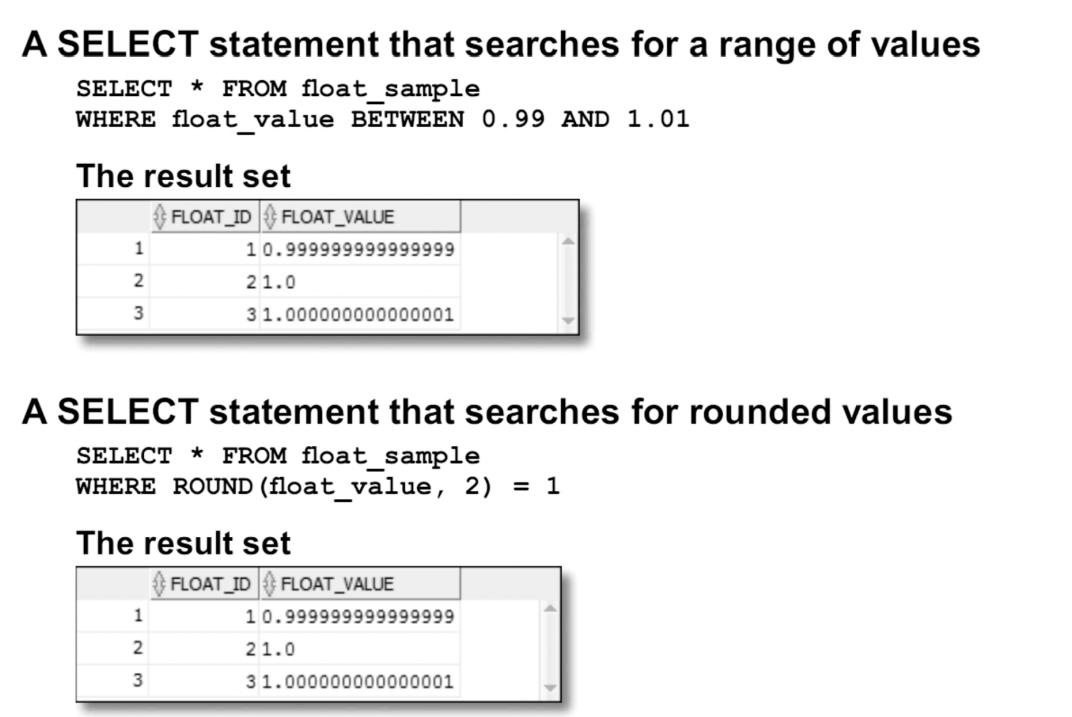 A SELECT statement that searches for a range of values
SELECT * FROM float_sample
WHERE float_value BETWEEN 0.99 AND 1.01
The result set
FLOAT_ID FLOAT_VALUE
1 1 0.999999999999999
2 2 1.0
3 3 1.000000000000001
A SELECT statement that searches for rounded values
SELECT * FROM float_sample
WHERE ROUND(float_value, 2) = 1
The result set
FLOAT_ID FLOAT_VALUE
1 1 0.999999999999999
2 2 1.0
3 3 1.000000000000001